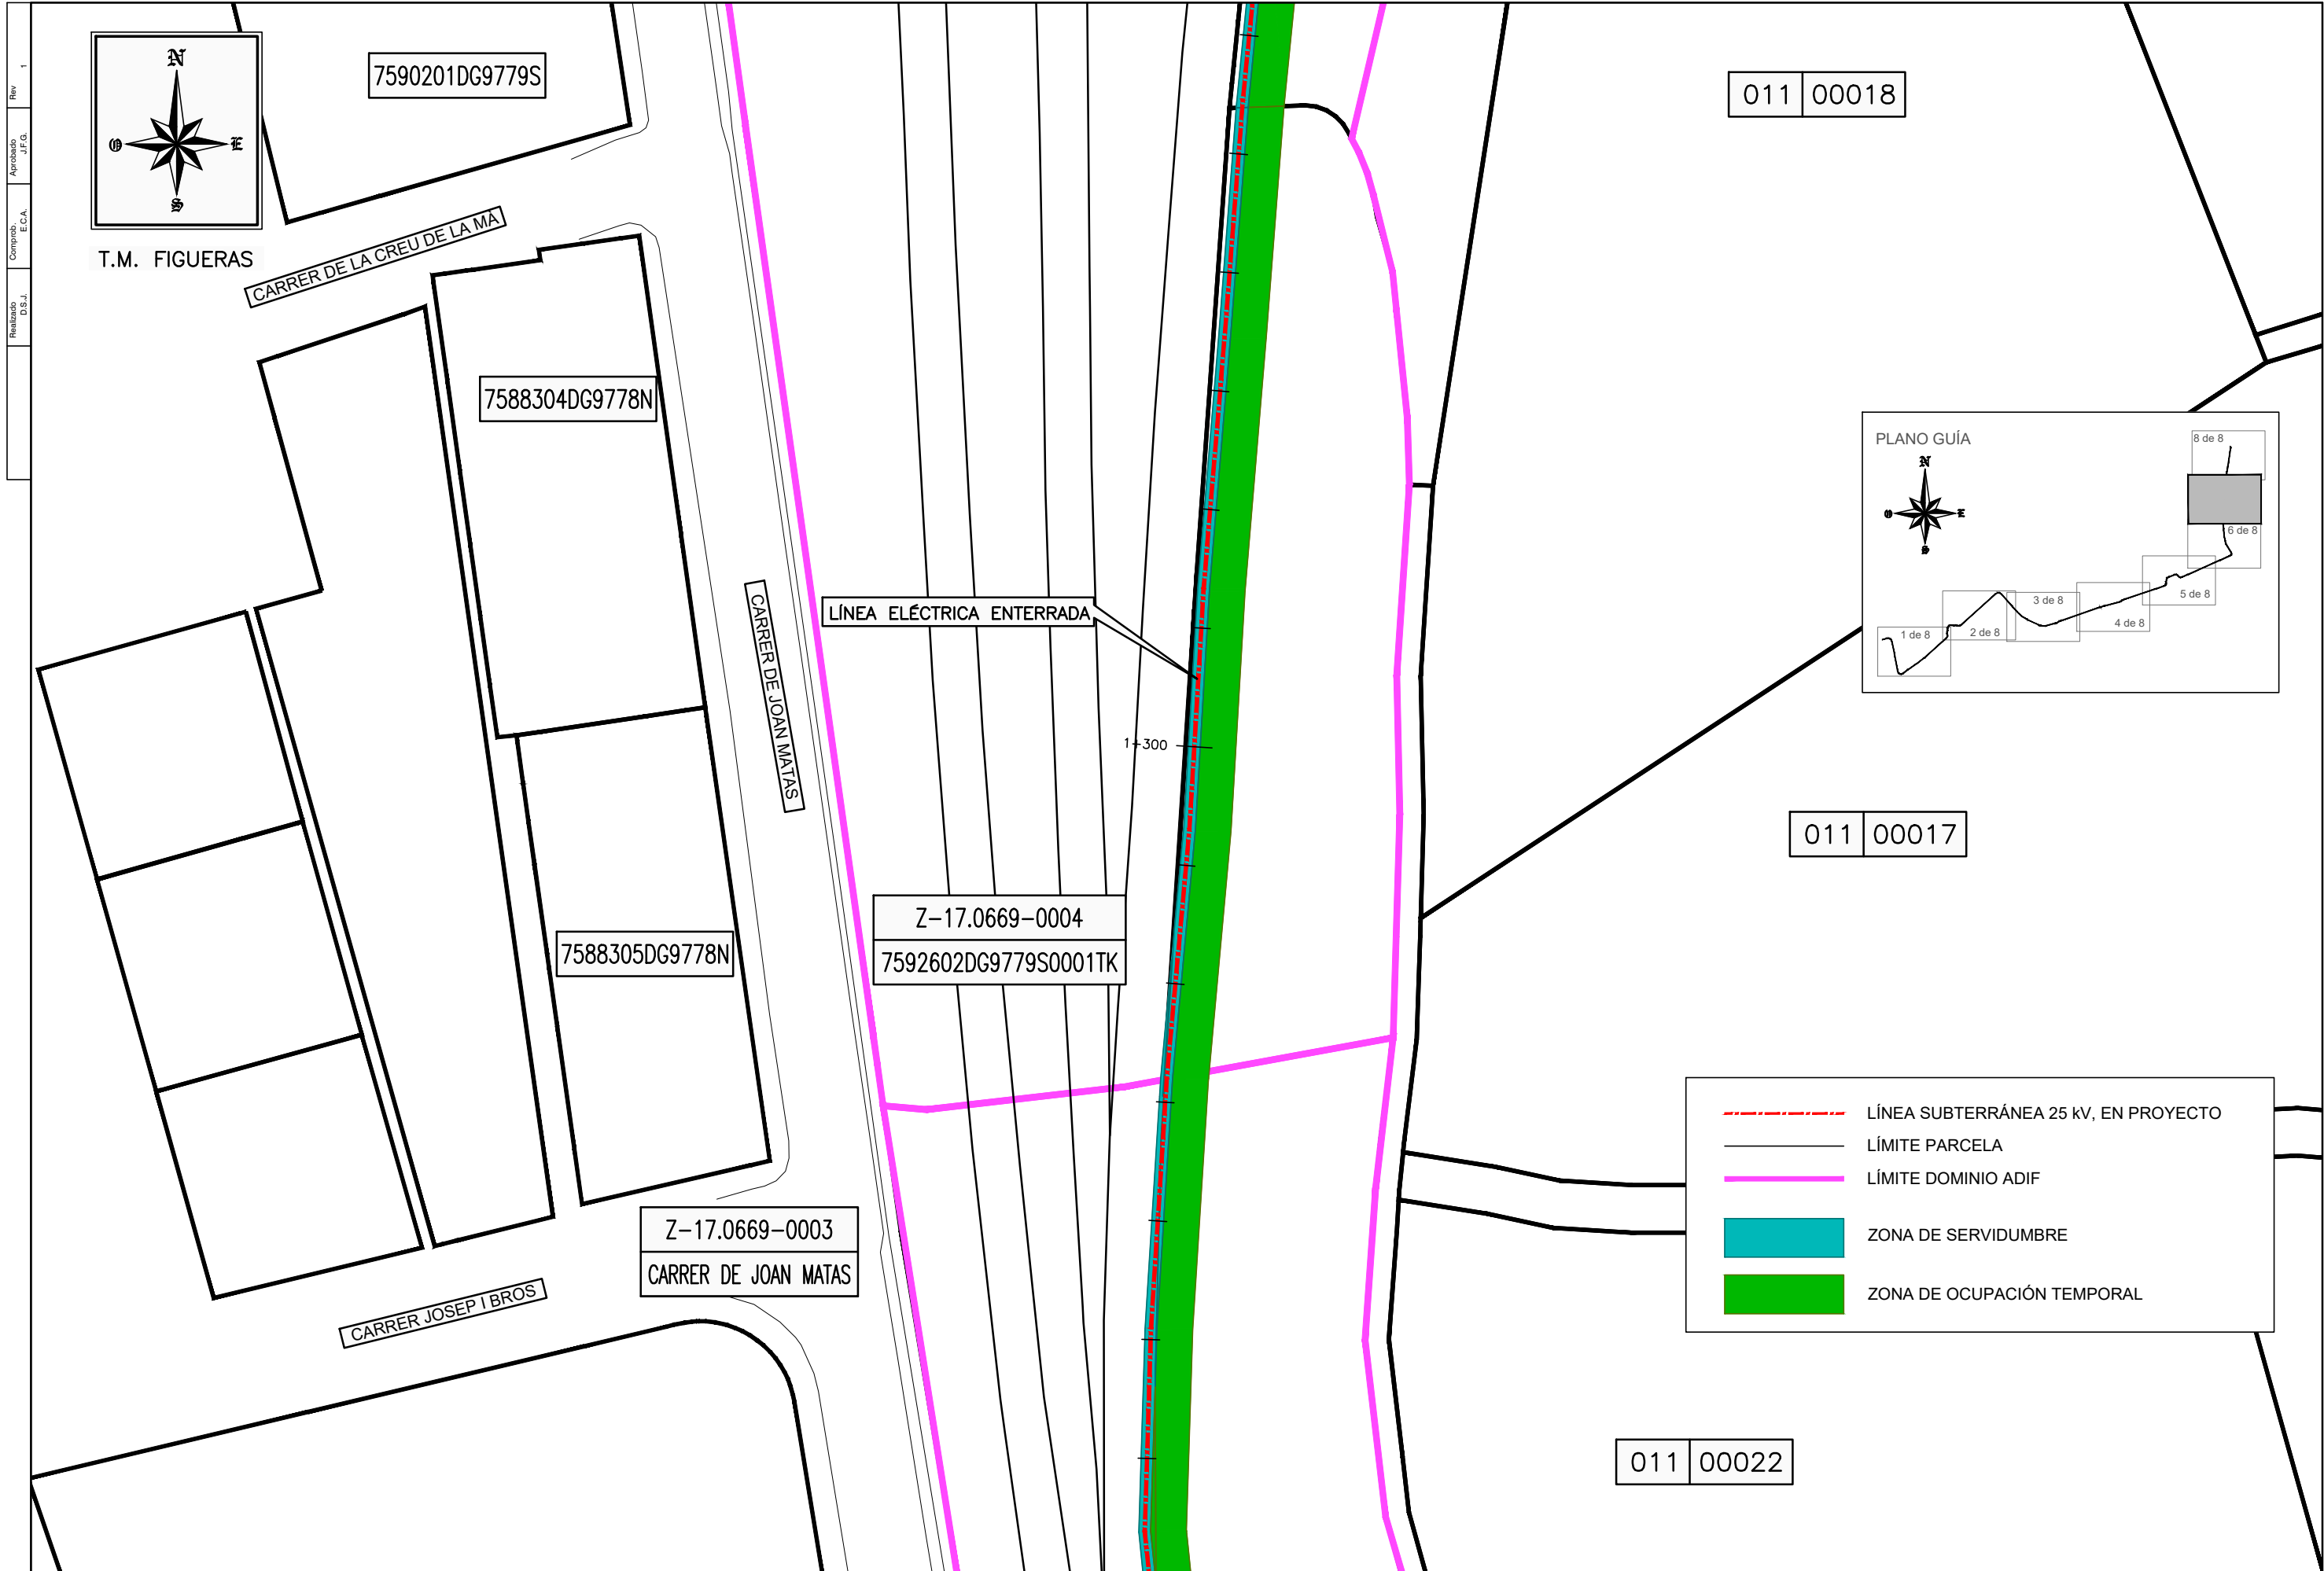 Rev
1
Aprobado
J.F.G.
Comprob.
E.C.A.
Realizado
D.S.J.
N
O
E
S
T.M. FIGUERAS
7590201DG9779S
CARRER DE LA CREU DE LA MÀ
7588304DG9778N
CARRER DE JOAN MATAS
LÍNEA ELÉCTRICA ENTERRADA
1+300
011 00018
PLANO GUÍA
N
O
E
S
8 de 8
6 de 8
5 de 8
4 de 8
3 de 8
2 de 8
1 de 8
011 00017
Z-17.0669-0004
7592602DG9779S0001TK
7588305DG9778N
Z-17.0669-0003
CARRER DE JOAN MATAS
CARRER JOSEP I BROS
LÍNEA SUBTERRÁNEA 25 kV, EN PROYECTO
LÍMITE PARCELA
LÍMITE DOMINIO ADIF
ZONA DE SERVIDUMBRE
ZONA DE OCUPACIÓN TEMPORAL
011 00022